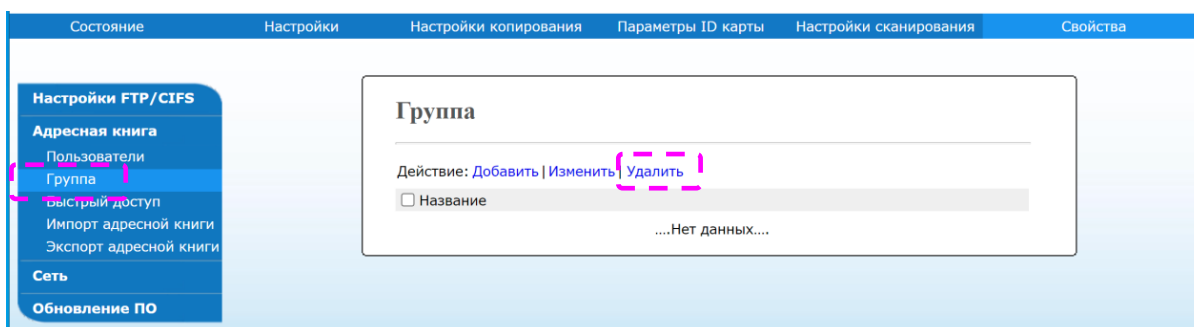 Состояние Настройки Настройки копирования Параметры ID карты Настройки сканирования Свойства
Настройки FTP/CIFS
Адресная книга
Пользователи
Группа
Быстрый доступ
Импорт адресной книги
Экспорт адресной книги
Сеть
Обновление ПО
Группа
Действие: Добавить | Изменить | Удалить
Название
....Нет данных....